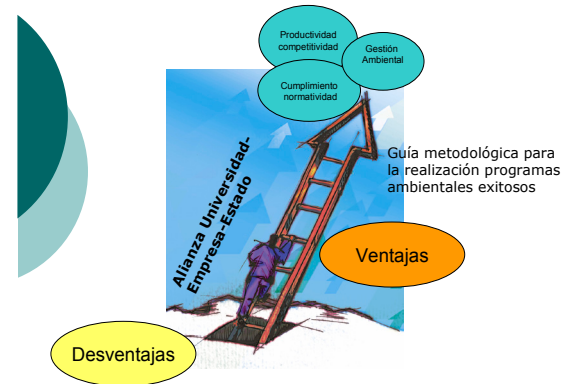 Productividad
competitividad
Gestión
Ambiental
Cumplimiento
normatividad
Alianza Universidad-
Empresa-Estado
Guía metodológica para
la realización programas
ambientales exitosos
Ventajas
Desventajas